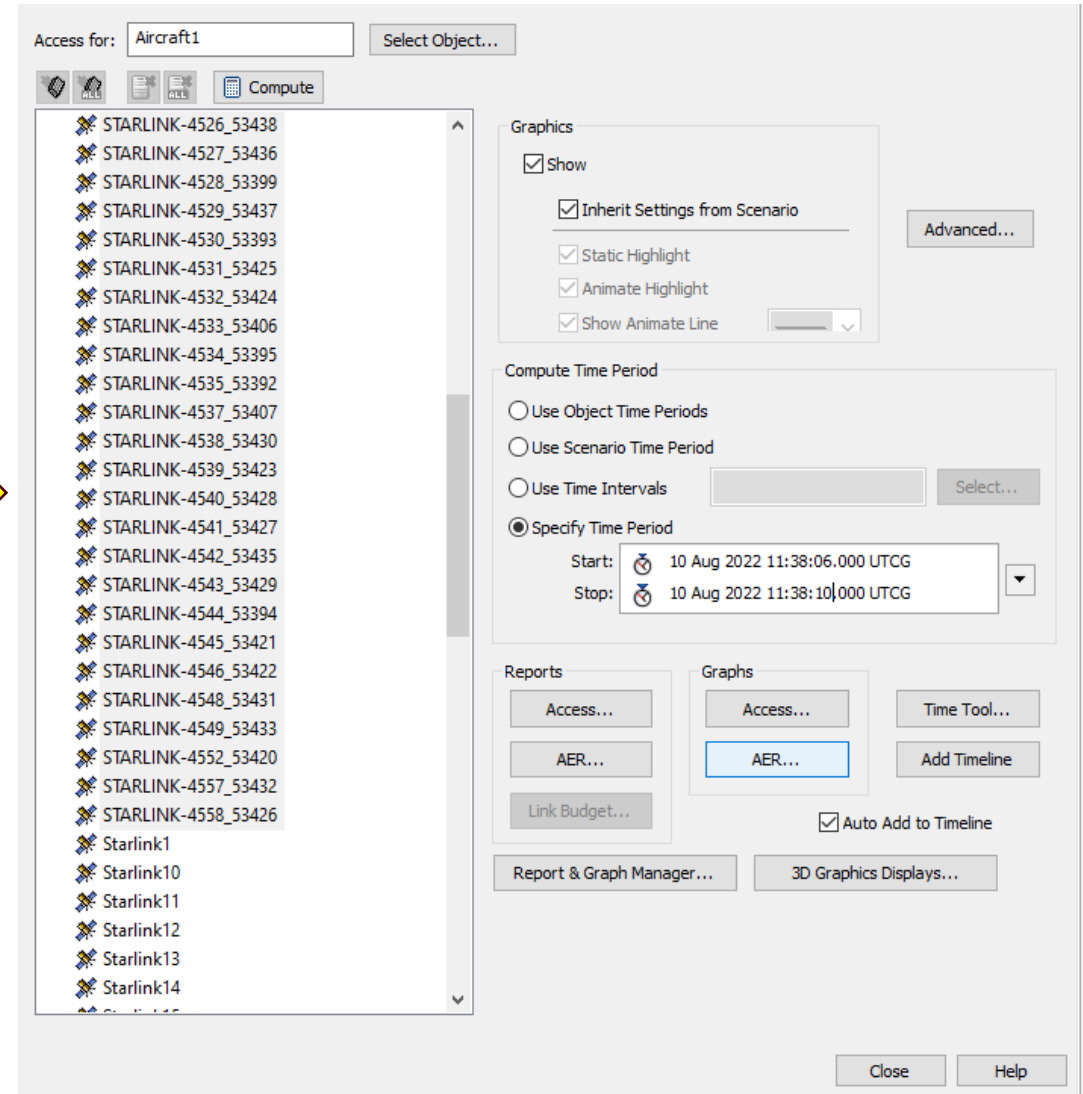 Access for: Aircraft1 Select Object...
ALL ALL Compute
STARLINK-4526_53438
STARLINK-4527_53436
STARLINK-4528_53399
STARLINK-4529_53437
STARLINK-4530_53393
STARLINK-4531_53425
STARLINK-4532_53424
STARLINK-4533_53406
STARLINK-4534_53395
STARLINK-4535_53392
STARLINK-4537_53407
STARLINK-4538_53430
STARLINK-4539_53423
STARLINK-4540_53428
STARLINK-4541_53427
STARLINK-4542_53435
STARLINK-4543_53429
STARLINK-4544_53394
STARLINK-4545_53421
STARLINK-4546_53422
STARLINK-4548_53431
STARLINK-4549_53433
STARLINK-4552_53420
STARLINK-4557_53432
STARLINK-4558_53426
Starlink1
Starlink10
Starlink11
Starlink12
Starlink13
Starlink14
Graphics
Show
Inherit Settings from Scenario
Static Highlight
Animate Highlight
Show Animate Line
Advanced...
Compute Time Period
Use Object Time Periods
Use Scenario Time Period
Use Time Intervals Select...
Specify Time Period
Start: 10 Aug 2022 11:38:06.000 UTCG
Stop: 10 Aug 2022 11:38:10.000 UTCG
Reports
Access...
AER...
Link Budget...
Graphs
Access...
AER...
Time Tool...
Add Timeline
Auto Add to Timeline
Report & Graph Manager... 3D Graphics Displays...
Close Help